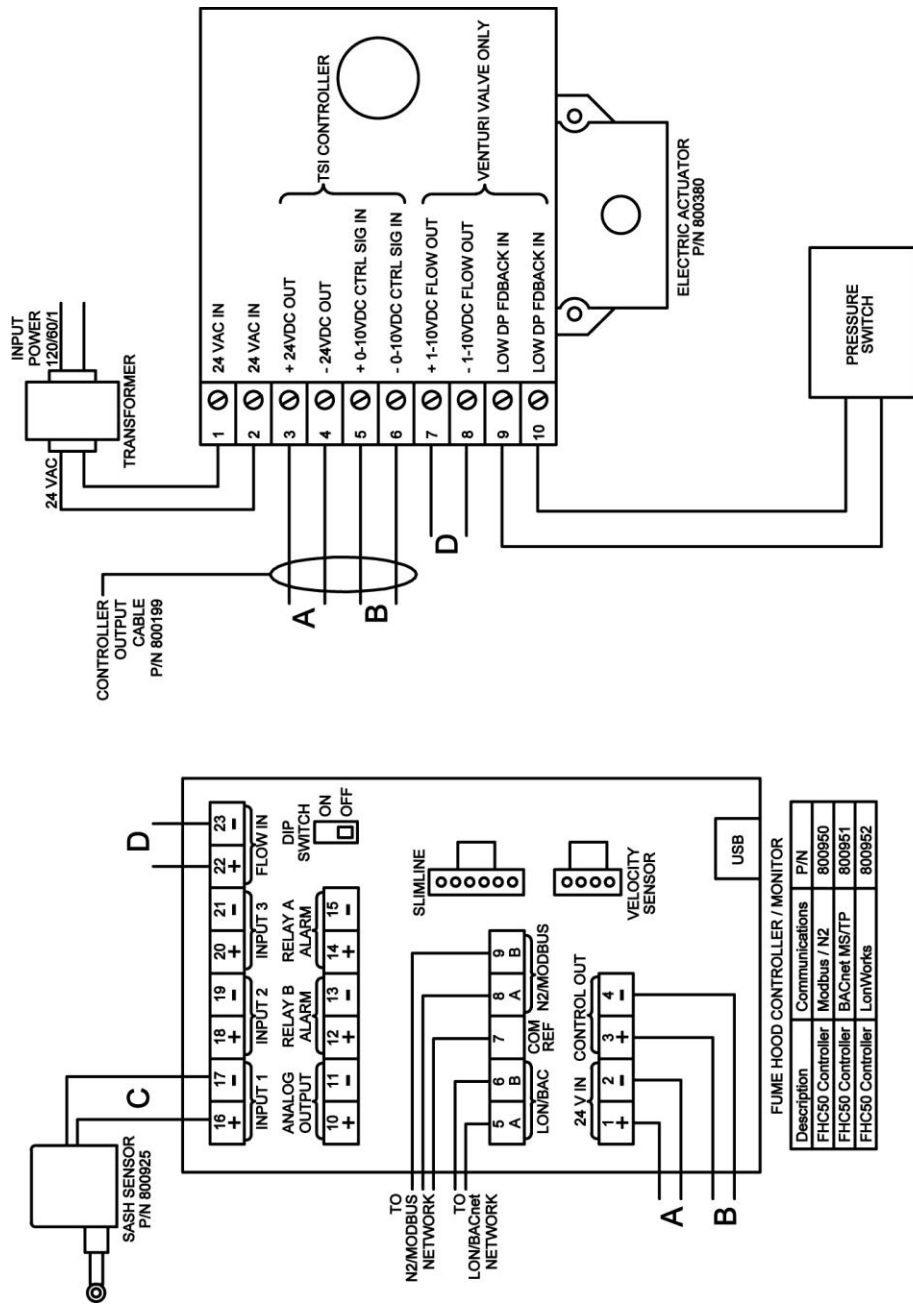 INPUT
POWER
120/60/1
24 VAC
TRANSFORMER
CONTROLLER
OUTPUT
CABLE
P/N 800199
A
B
D
1 24 VAC IN
2 24 VAC IN
3 + 24VDC OUT
4 - 24VDC OUT
5 + 0-10VDC CTRL SIG IN
6 - 0-10VDC CTRL SIG IN
7 + 1-10VDC FLOW OUT
8 - 1-10VDC FLOW OUT
9 LOW DP FDBACK IN
10 LOW DP FDBACK IN
TSI CONTROLLER
VENTURI VALVE ONLY
ELECTRIC ACTUATOR
P/N 800380
PRESSURE
SWITCH
SASH SENSOR
P/N 800925
C
D
16 17 18 19 20 21 22 23
+ - + - + - + -
INPUT 1 INPUT 2 INPUT 3 FLOW IN
ANALOG
OUTPUT
RELAY B
ALARM
RELAY A
ALARM
DIP
SWITCH
ON
OFF
10 11 12 13 14 15
+ - + - + -
TO
N2/MODBUS
NETWORK
TO
LON/BACnet
NETWORK
5 6 7 8 9
A B A B
LON/BAC
COM
REF
N2/MODBUS
SLIMLINE
VELOCITY
SENSOR
24 V IN CONTROL OUT
1 2 3 4
+ - + -
A
B
USB
FUME HOOD CONTROLLER / MONITOR
Description Communications P/N
FHC50 Controller Modbus / N2 800950
FHC50 Controller BACnet MS/TP 800951
FHC50 Controller LonWorks 800952